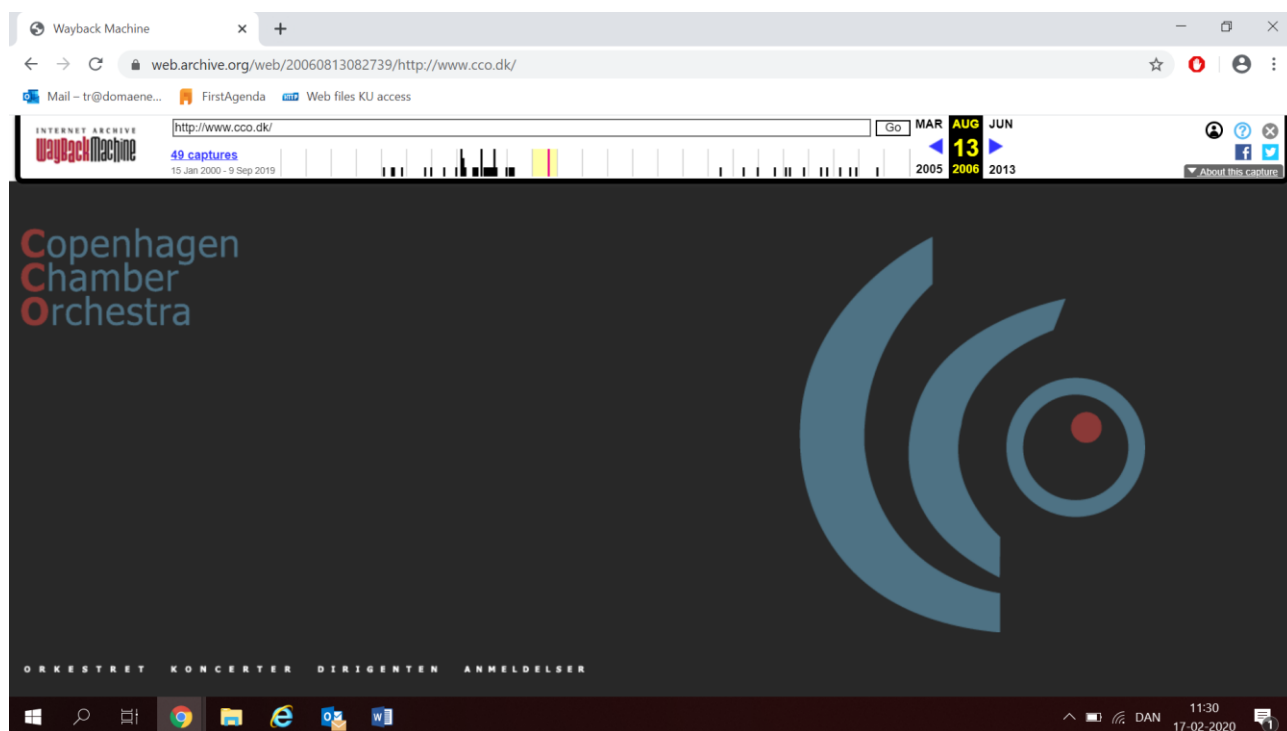 Wayback Machine
web.archive.org/web/20060813082739/http://www.cco.dk/
Mail – tr@domaene... FirstAgenda Web files KU access
INTERNET ARCHIVE
WayBackMachine
http://www.cco.dk/ Go
49 captures
15 Jan 2000 - 9 Sep 2019
MAR AUG JUN
13
2005 2006 2013
About this capture
Copenhagen
Chamber
Orchestra
ORKESTRET KONCERTER DIRIGENTEN ANMELDELSER
DAN 11:30
17-02-2020
1